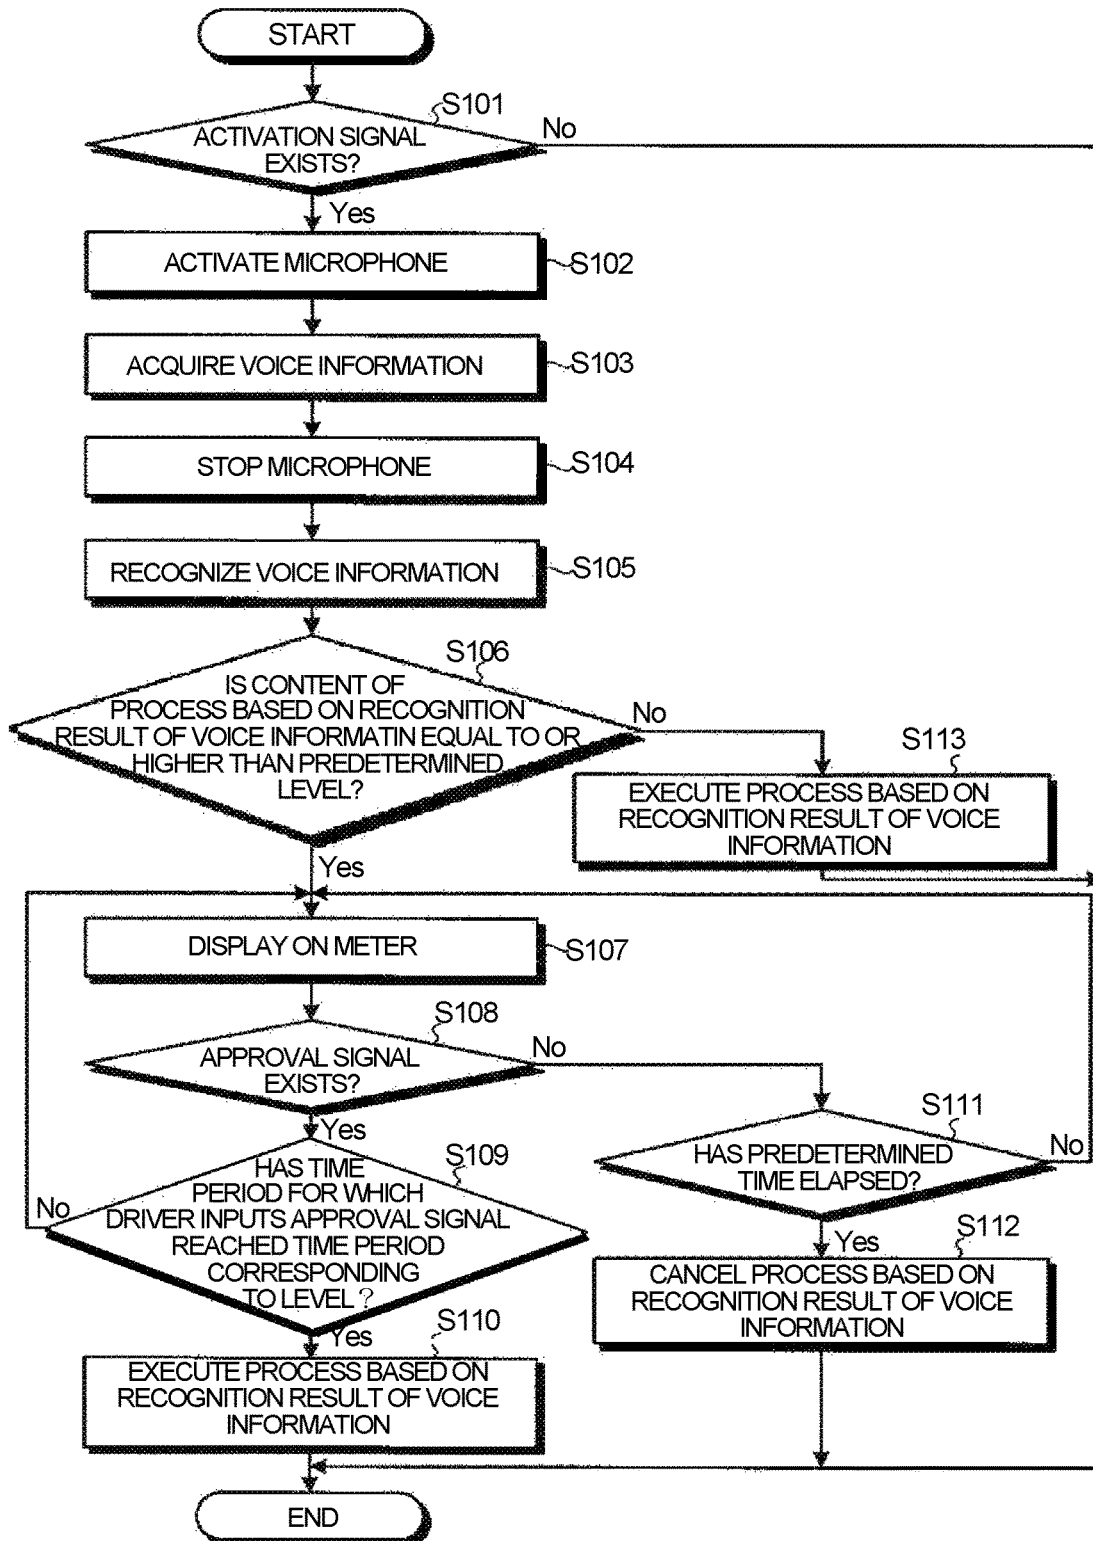 START
S101
ACTIVATION SIGNAL
EXISTS?
No
Yes
ACTIVATE MICROPHONE
S102
ACQUIRE VOICE INFORMATION
S103
STOP MICROPHONE
S104
RECOGNIZE VOICE INFORMATION
S105
S106
IS CONTENT OF
PROCESS BASED ON RECOGNITION
RESULT OF VOICE INFORMATIN EQUAL TO OR
HIGHER THAN PREDETERMINED
LEVEL?
No
Yes
S113
EXECUTE PROCESS BASED ON
RECOGNITION RESULT OF VOICE
INFORMATION
DISPLAY ON METER
S107
S108
APPROVAL SIGNAL
EXISTS?
No
Yes
S111
HAS PREDETERMINED
TIME ELAPSED?
No
Yes
S109
HAS TIME
PERIOD FOR WHICH
DRIVER INPUTS APPROVAL SIGNAL
REACHED TIME PERIOD
CORRESPONDING
TO LEVEL ?
No
Yes
S112
CANCEL PROCESS BASED ON
RECOGNITION RESULT OF VOICE
INFORMATION
S110
EXECUTE PROCESS BASED ON
RECOGNITION RESULT OF VOICE
INFORMATION
END